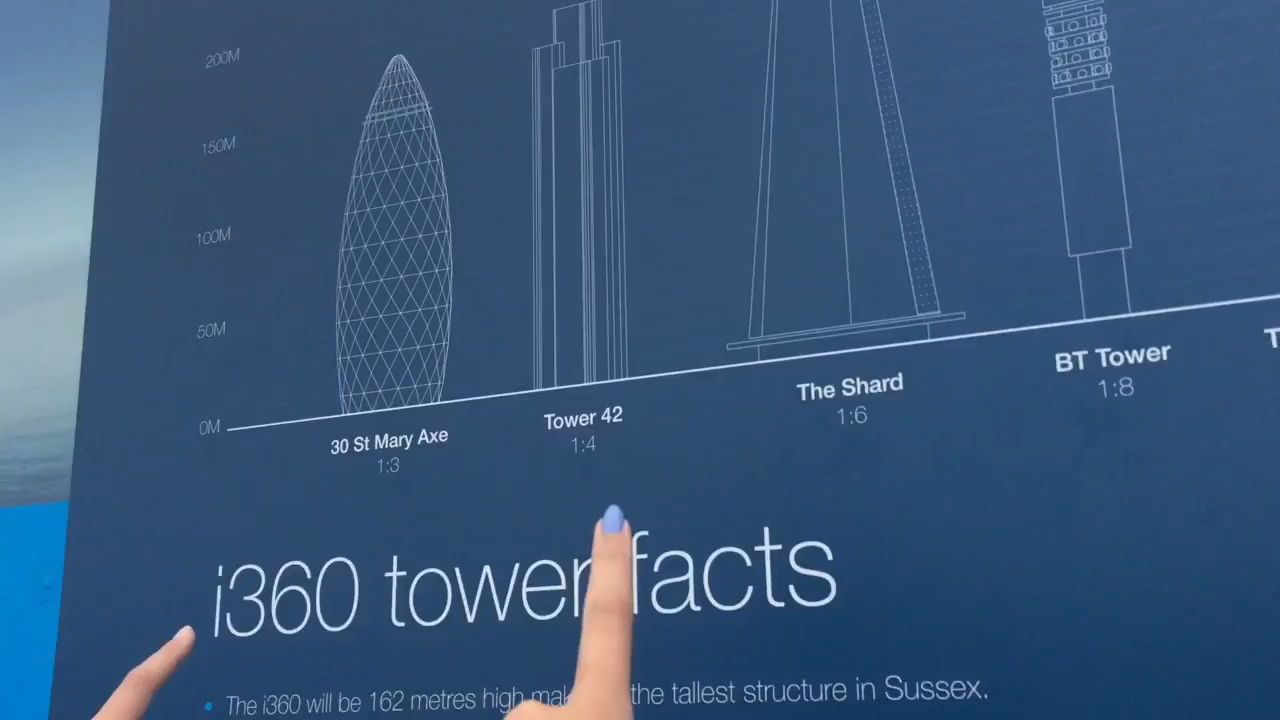 200M
150M
100M
50M
0M
30 St Mary Axe
1:3
Tower 42
1:4
The Shard
1:6
BT Tower
1:8
T
i360 tower facts
The i360 will be 162 metres high the tallest structure in Sussex.